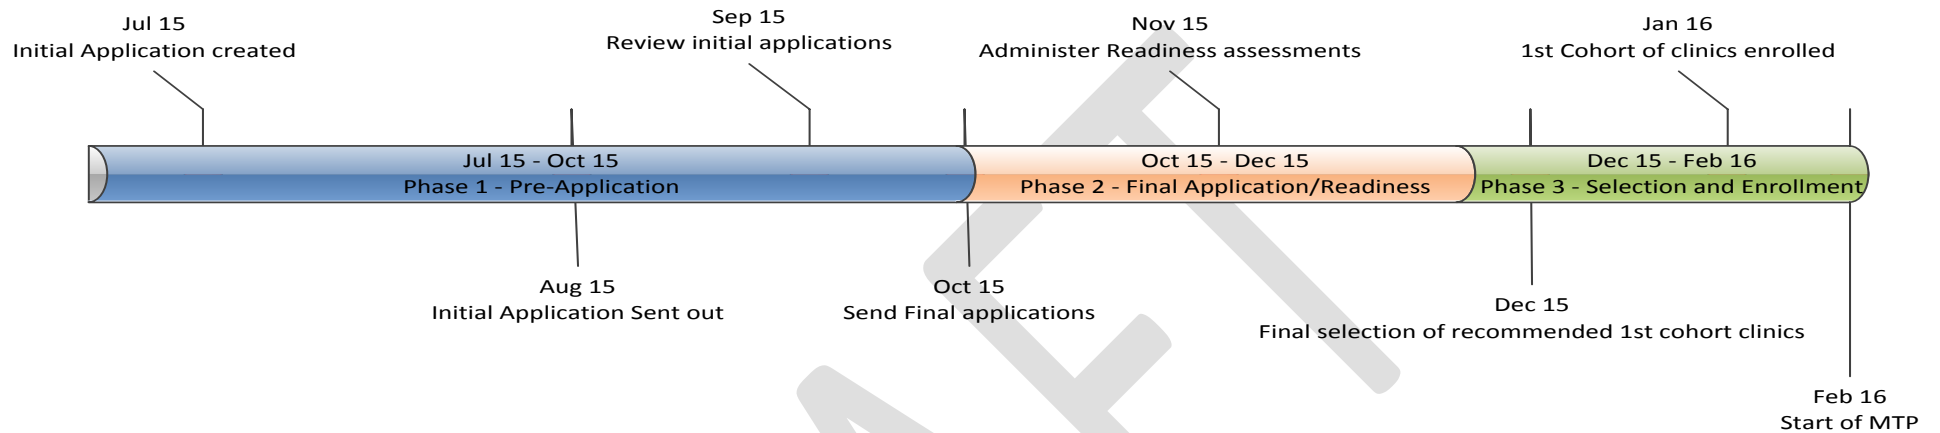 Jul 15
Initial Application created
Sep 15
Review initial applications
Nov 15
Administer Readiness assessments
Jan 16
1st Cohort of clinics enrolled
Jul 15 - Oct 15
Phase 1 - Pre-Application
Oct 15 - Dec 15
Phase 2 - Final Application/Readiness
Dec 15 - Feb 16
Phase 3 - Selection and Enrollment
Aug 15
Initial Application Sent out
Oct 15
Send Final applications
Dec 15
Final selection of recommended 1st cohort clinics
Feb 16
Start of MTP